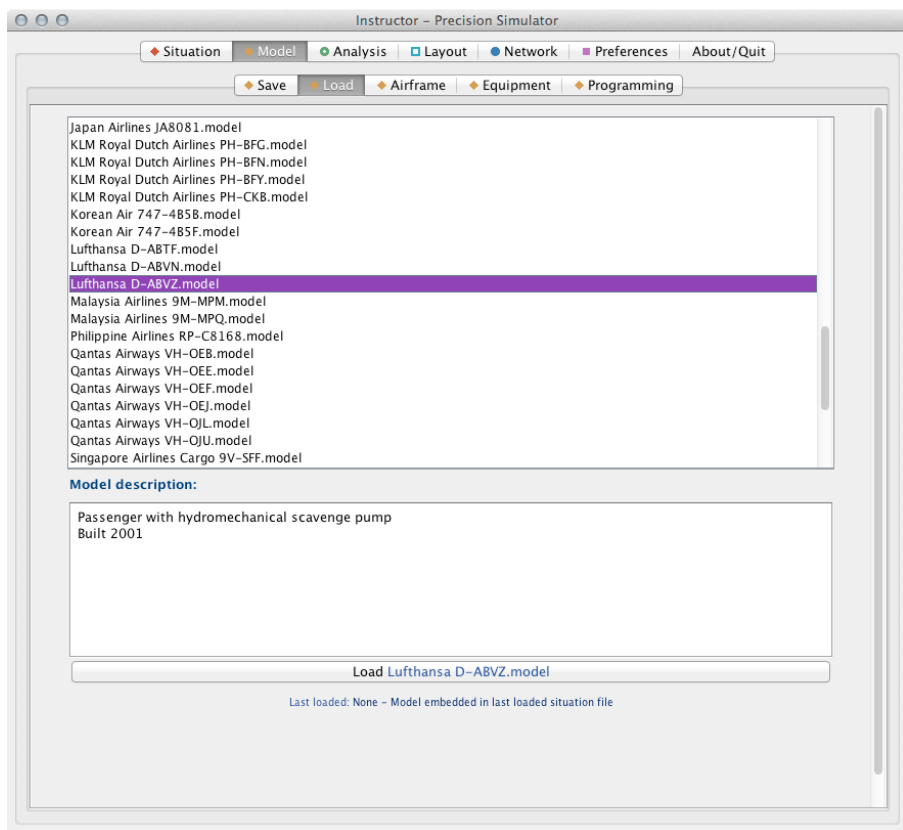 Instructor – Precision Simulator
Situation Model Analysis Layout Network Preferences About/Quit
Save Load Airframe Equipment Programming
Japan Airlines JA8081.model
KLM Royal Dutch Airlines PH-BFG.model
KLM Royal Dutch Airlines PH-BFN.model
KLM Royal Dutch Airlines PH-BFY.model
KLM Royal Dutch Airlines PH-CKB.model
Korean Air 747-4B5B.model
Korean Air 747-4B5F.model
Lufthansa D-ABTF.model
Lufthansa D-ABVN.model
Lufthansa D-ABVZ.model
Malaysia Airlines 9M-MPM.model
Malaysia Airlines 9M-MPQ.model
Philippine Airlines RP-C8168.model
Qantas Airways VH-OEB.model
Qantas Airways VH-OEE.model
Qantas Airways VH-OEF.model
Qantas Airways VH-OEJ.model
Qantas Airways VH-OJL.model
Qantas Airways VH-OJU.model
Singapore Airlines Cargo 9V-SFF.model
Model description:
Passenger with hydromechanical scavenge pump
Built 2001
Load Lufthansa D-ABVZ.model
Last loaded: None – Model embedded in last loaded situation file